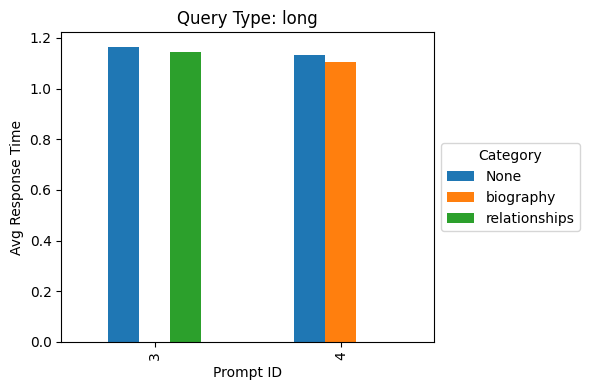 Query Type: long
Avg Response Time
1.2
1.0
0.8
0.6
0.4
0.2
0.0
3
4
Prompt ID
Category
None
biography
relationships